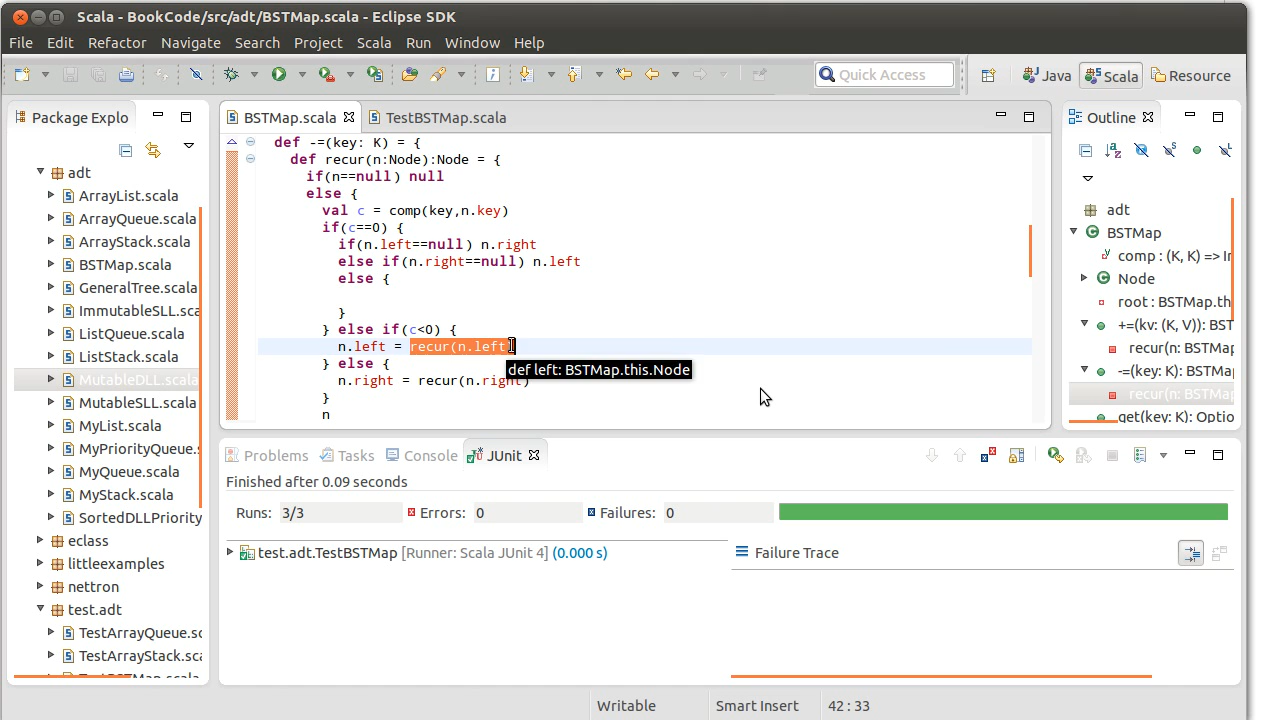 Scala - BookCode/src/adt/BSTMap.scala - Eclipse SDK
File Edit Refactor Navigate Search Project Scala Run Window Help
Quick Access
Java
Scala
Resource
Package Explo
adt
ArrayList.scala
ArrayQueue.scala
ArrayStack.scala
BSTMap.scala
GeneralTree.scala
ImmutableSLL.sca
ListQueue.scala
ListStack.scala
MutableDLL.scala
MutableSLL.scala
MyList.scala
MyPriorityQueue.s
MyQueue.scala
MyStack.scala
SortedDLLPriority
eclass
littleexamples
nettron
test.adt
TestArrayQueue.sc
TestArrayStack.sca
TestBSTMap.scala
BSTMap.scala
TestBSTMap.scala
def -=(key: K) = {
def recur(n:Node):Node = {
if(n==null) null
else {
val c = comp(key,n.key)
if(c==0) {
if(n.left==null) n.right
else if(n.right==null) n.left
else {
}
} else if(c<0) {
n.left = recur(n.left)
} else {
n.right = recur(n.right)
}
n
def left: BSTMap.this.Node
Outline
adt
BSTMap
comp : (K, K) => In
Node
root : BSTMap.th
+=(kv: (K, V)): BST
recur(n: BSTMap
-=(key: K): BSTMap
recur(n: BSTMap
get(key: K): Optio
Problems
Tasks
Console
JUnit
Finished after 0.09 seconds
Runs: 3/3
Errors: 0
Failures: 0
test.adt.TestBSTMap [Runner: Scala JUnit 4] (0.000 s)
Failure Trace
Writable
Smart Insert
42 : 33